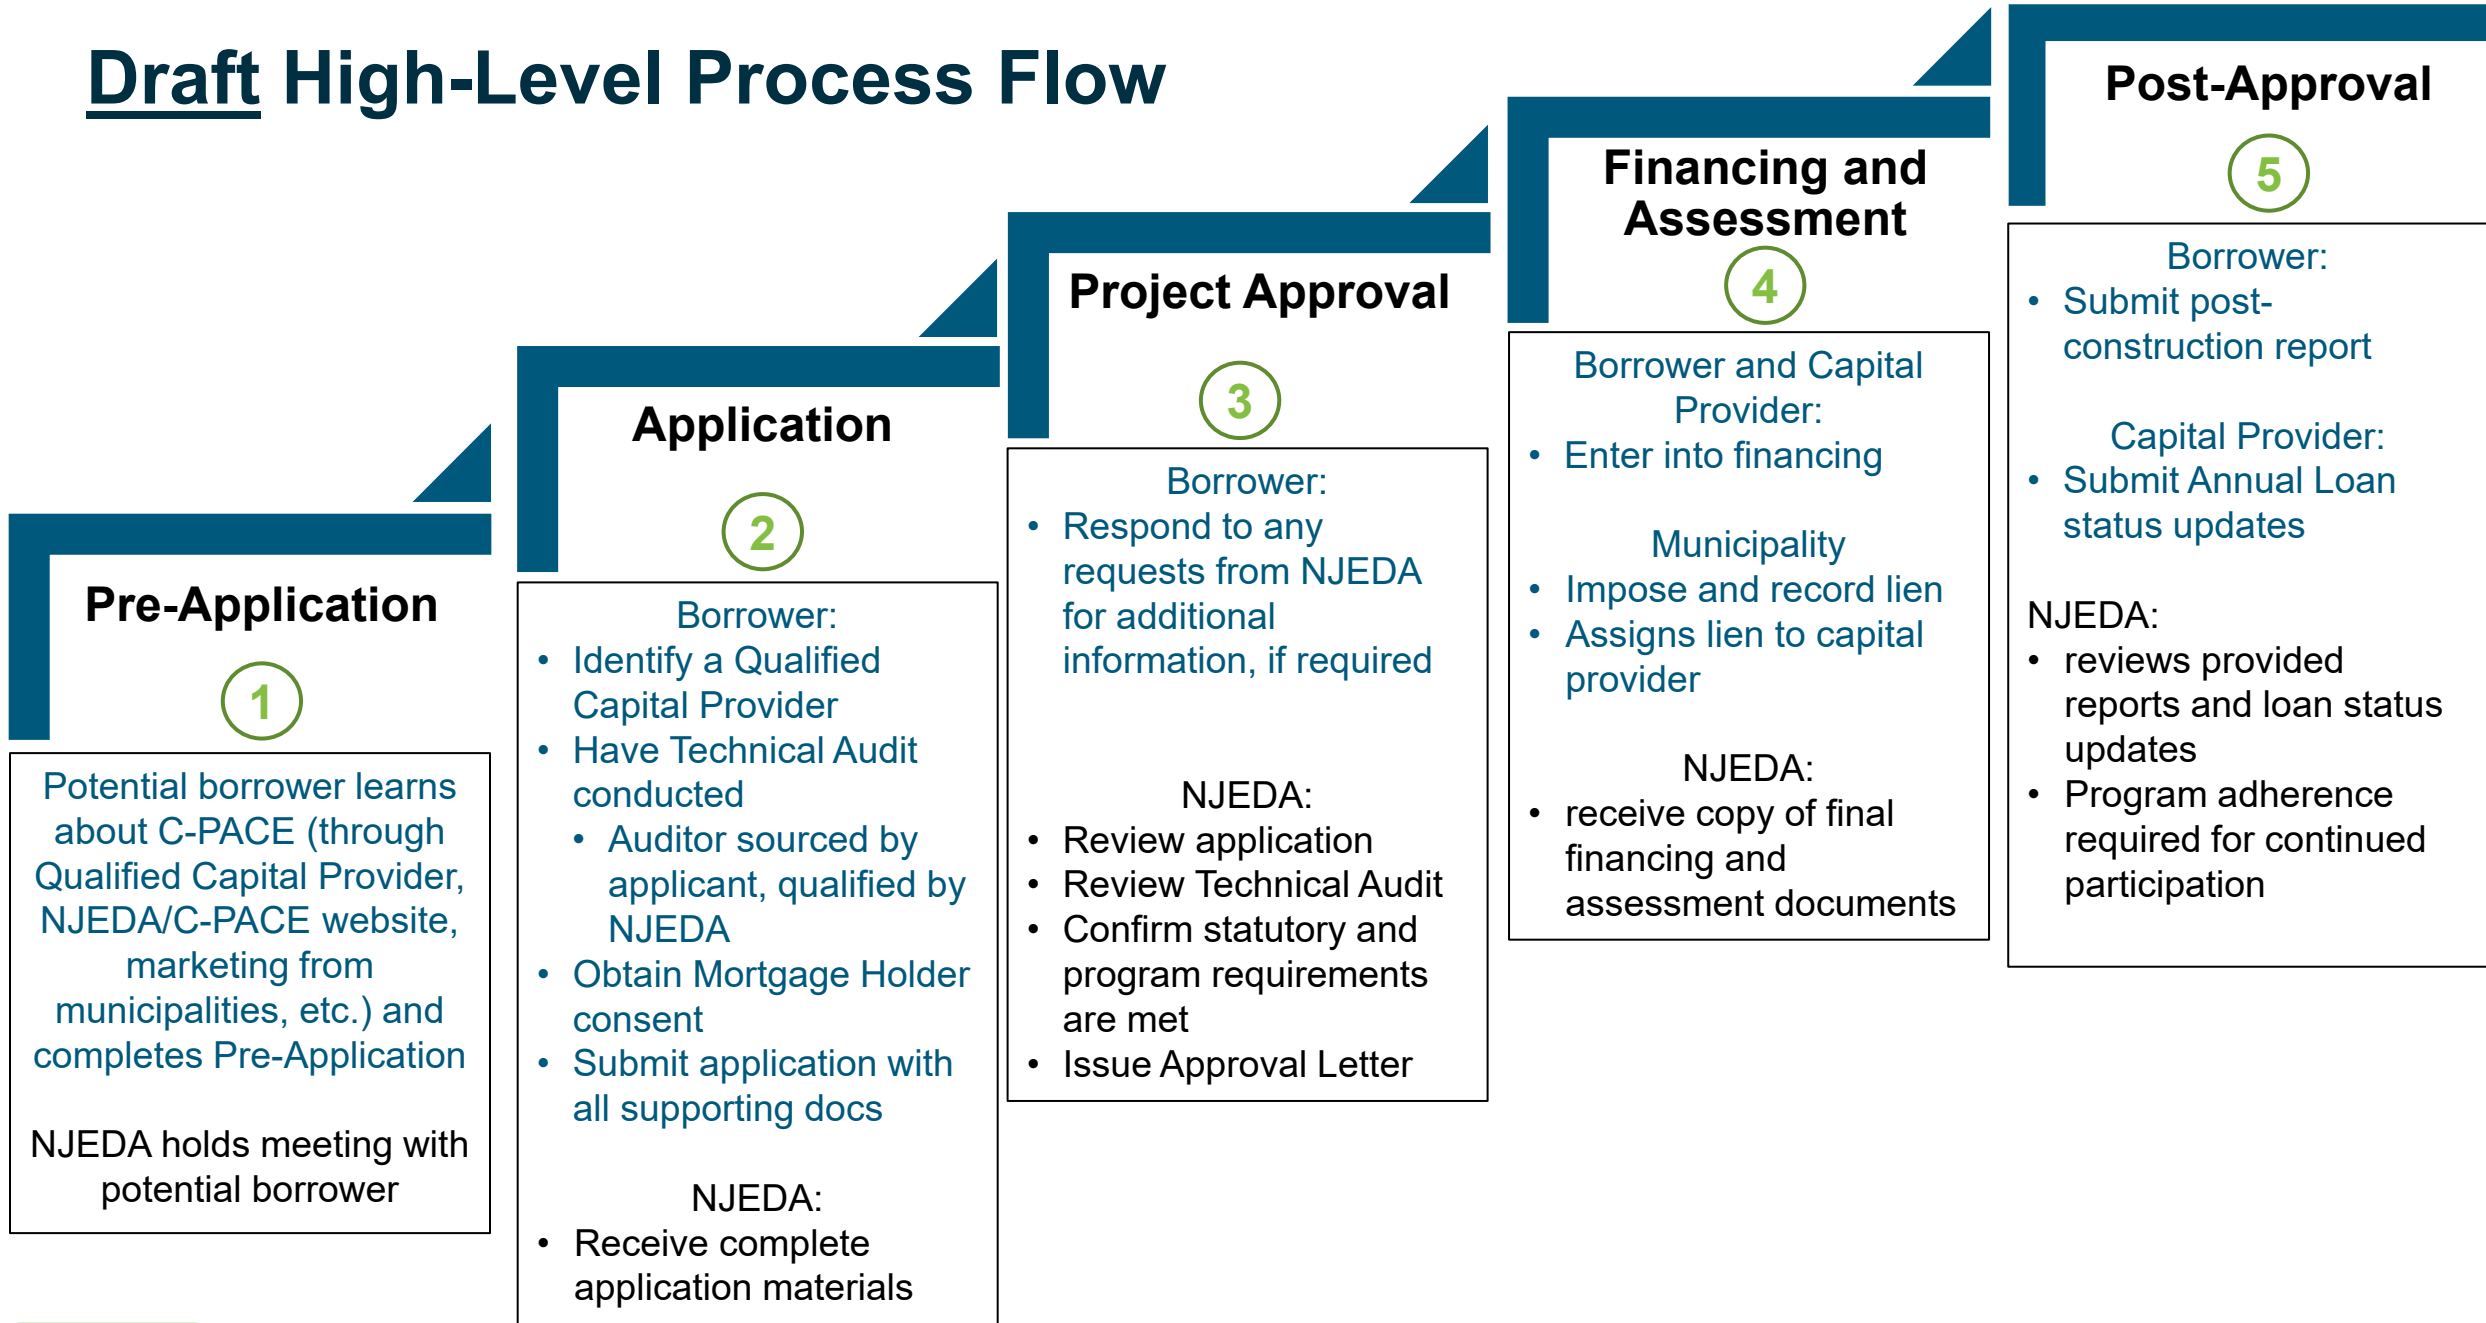 Draft High-Level Process Flow
Pre-Application
1
Potential borrower learns
about C-PACE (through
Qualified Capital Provider,
NJEDA/C-PACE website,
marketing from
municipalities, etc.) and
completes Pre-Application
NJEDA holds meeting with
potential borrower
Application
2
Borrower:
• Identify a Qualified
Capital Provider
• Have Technical Audit
conducted
• Auditor sourced by
applicant, qualified by
NJEDA
• Obtain Mortgage Holder
consent
• Submit application with
all supporting docs
NJEDA:
• Receive complete
application materials
Project Approval
3
Borrower:
• Respond to any
requests from NJEDA
for additional
information, if required
NJEDA:
• Review application
• Review Technical Audit
• Confirm statutory and
program requirements
are met
• Issue Approval Letter
Financing and
Assessment
4
Borrower and Capital
Provider:
• Enter into financing
Municipality
• Impose and record lien
• Assigns lien to capital
provider
NJEDA:
• receive copy of final
financing and
assessment documents
Post-Approval
5
Borrower:
• Submit post-
construction report
Capital Provider:
• Submit Annual Loan
status updates
NJEDA:
• reviews provided
reports and loan status
updates
• Program adherence
required for continued
participation